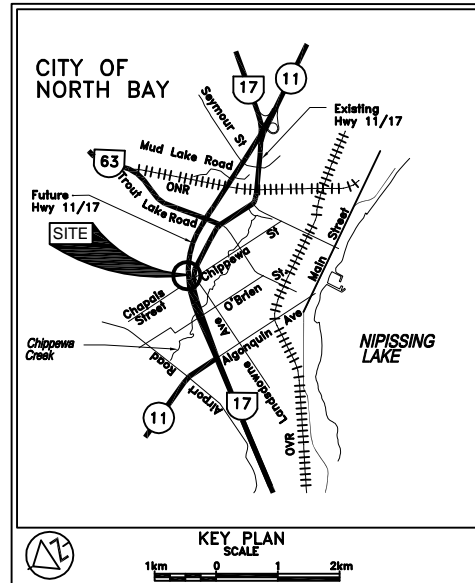 CITY OF
NORTH BAY
17
11
Seymour St
Existing
Hwy 11/17
Mud Lake Road
63
ONR
Trout Lake Road
Future
Hwy 11/17
SITE
Chippewa St
Main Street
Chapais
Street
O'Brien St.
Chippewa
Creek
Algonquin Ave
Lansdowne Ave
NIPISSING
LAKE
Airport Road
11
17
OVR
N
KEY PLAN
SCALE
1km 0 1 2km